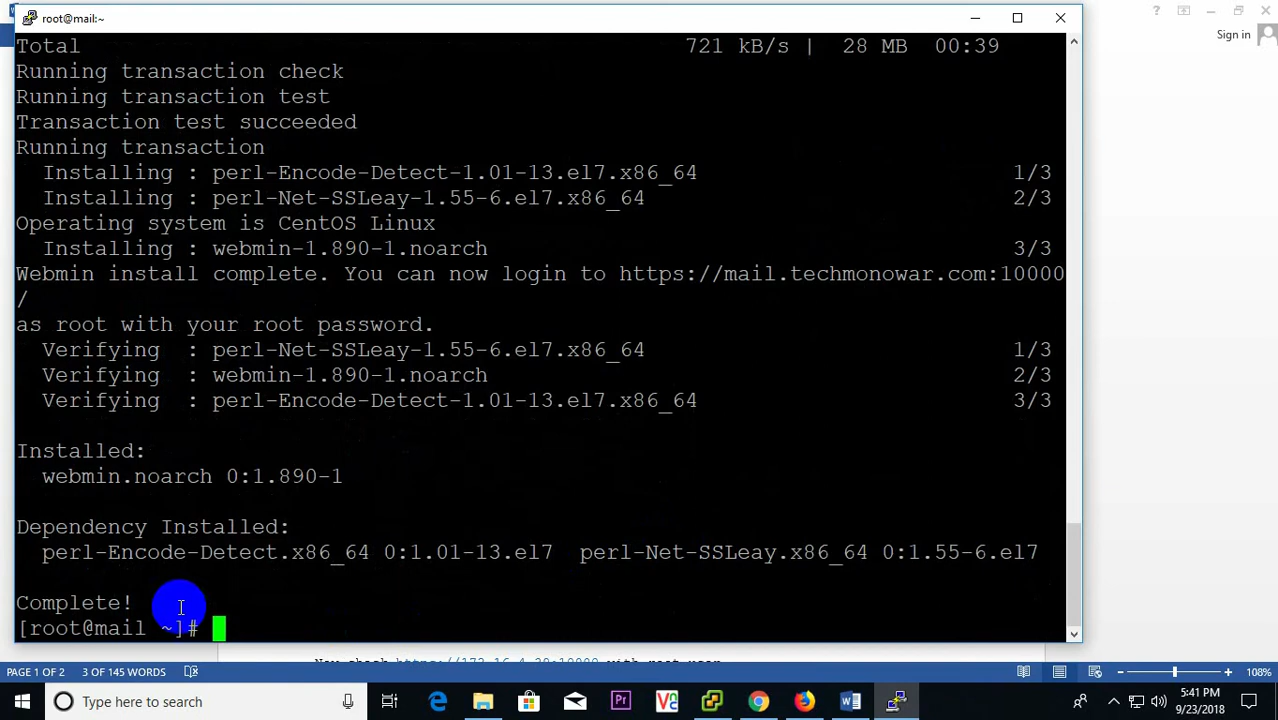 root@mail:~
Sign in
Total 721 kB/s | 28 MB 00:39
Running transaction check
Running transaction test
Transaction test succeeded
Running transaction
Installing : perl-Encode-Detect-1.01-13.el7.x86_64 1/3
Installing : perl-Net-SSLeay-1.55-6.el7.x86_64 2/3
Operating system is CentOS Linux
Installing : webmin-1.890-1.noarch 3/3
Webmin install complete. You can now login to https://mail.techmonowar.com:10000
/
as root with your root password.
Verifying : perl-Net-SSLeay-1.55-6.el7.x86_64 1/3
Verifying : webmin-1.890-1.noarch 2/3
Verifying : perl-Encode-Detect-1.01-13.el7.x86_64 3/3
Installed:
webmin.noarch 0:1.890-1
Dependency Installed:
perl-Encode-Detect.x86_64 0:1.01-13.el7 perl-Net-SSLeay.x86_64 0:1.55-6.el7
Complete!
[root@mail ~]#
PAGE 1 OF 2 3 OF 145 WORDS 108%
Type here to search
Pr
5:41 PM
9/23/2018